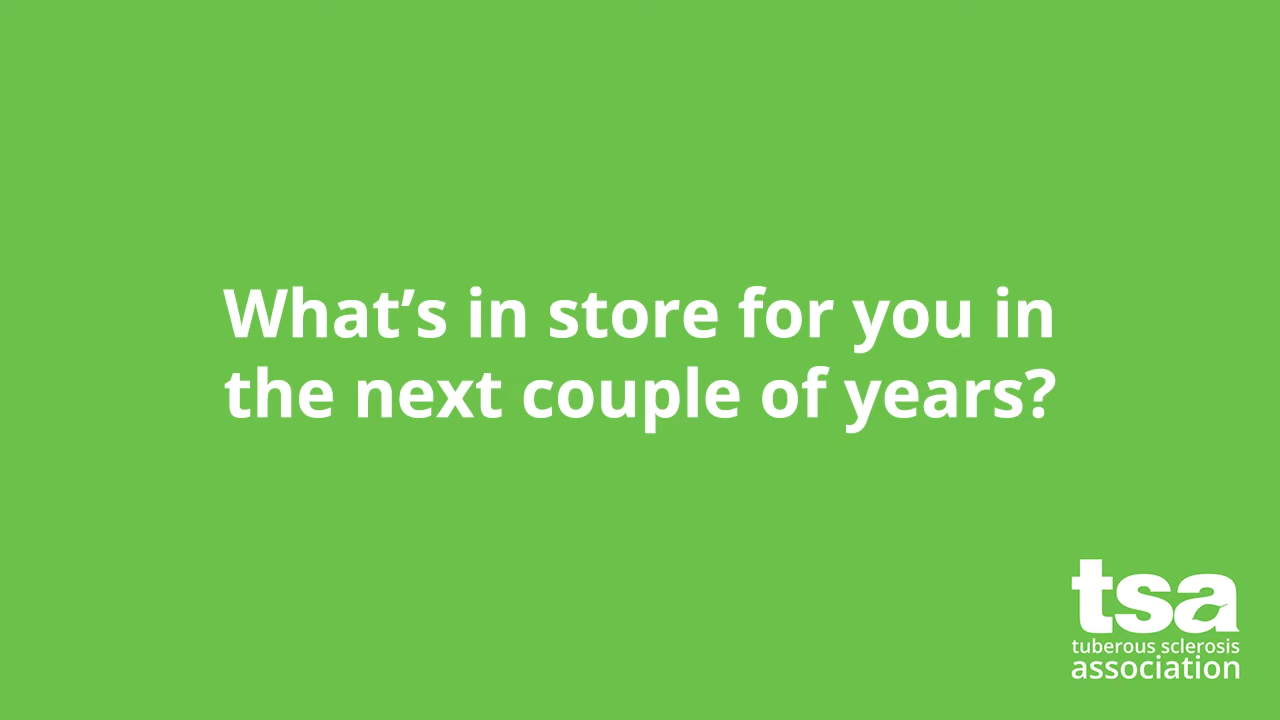 What’s in store for you in
the next couple of years?
tsa
tuberous sclerosis
association